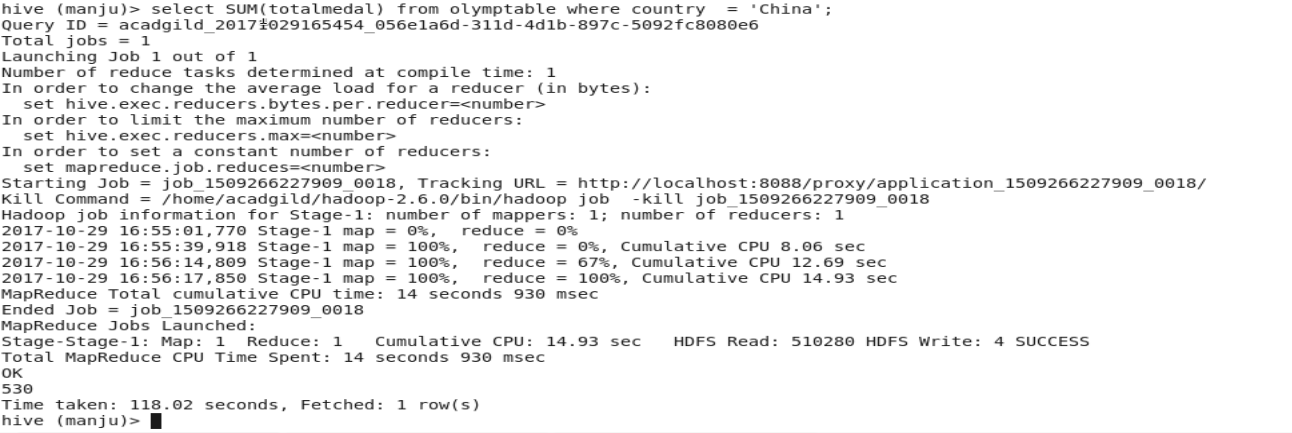 hive (manju)> select SUM(totalmedal) from olymptable where country  = 'China';
Query ID = acadgild_20171029165454_056e1a6d-311d-4d1b-897c-5092fc8080e6
Total jobs = 1
Launching Job 1 out of 1
Number of reduce tasks determined at compile time: 1
In order to change the average load for a reducer (in bytes):
  set hive.exec.reducers.bytes.per.reducer=<number>
In order to limit the maximum number of reducers:
  set hive.exec.reducers.max=<number>
In order to set a constant number of reducers:
  set mapreduce.job.reduces=<number>
Starting Job = job_1509266227909_0018, Tracking URL = http://localhost:8088/proxy/application_1509266227909_0018/
Kill Command = /home/acadgild/hadoop-2.6.0/bin/hadoop job  -kill job_1509266227909_0018
Hadoop job information for Stage-1: number of mappers: 1; number of reducers: 1
2017-10-29 16:55:01,770 Stage-1 map = 0%,  reduce = 0%
2017-10-29 16:55:39,918 Stage-1 map = 100%,  reduce = 0%, Cumulative CPU 8.06 sec
2017-10-29 16:56:14,809 Stage-1 map = 100%,  reduce = 67%, Cumulative CPU 12.69 sec
2017-10-29 16:56:17,850 Stage-1 map = 100%,  reduce = 100%, Cumulative CPU 14.93 sec
MapReduce Total cumulative CPU time: 14 seconds 930 msec
Ended Job = job_1509266227909_0018
MapReduce Jobs Launched:
Stage-Stage-1: Map: 1  Reduce: 1   Cumulative CPU: 14.93 sec   HDFS Read: 510280 HDFS Write: 4 SUCCESS
Total MapReduce CPU Time Spent: 14 seconds 930 msec
OK
530
Time taken: 118.02 seconds, Fetched: 1 row(s)
hive (manju)>